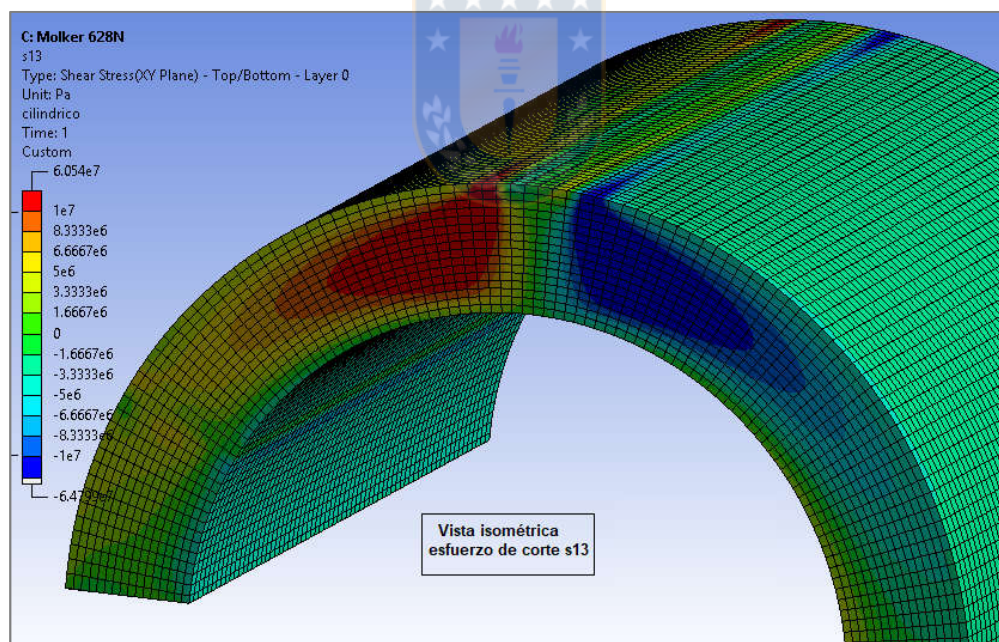 C: Molker 628N
s13
Type: Shear Stress(XY Plane) - Top/Bottom - Layer 0
Unit: Pa
cilindrico
Time: 1
Custom
6.054e7
1e7
8.3333e6
6.6667e6
5e6
3.3333e6
1.6667e6
0
-1.6667e6
-3.3333e6
-5e6
-6.6667e6
-8.3333e6
-1e7
Vista isométrica
esfuerzo de corte s13